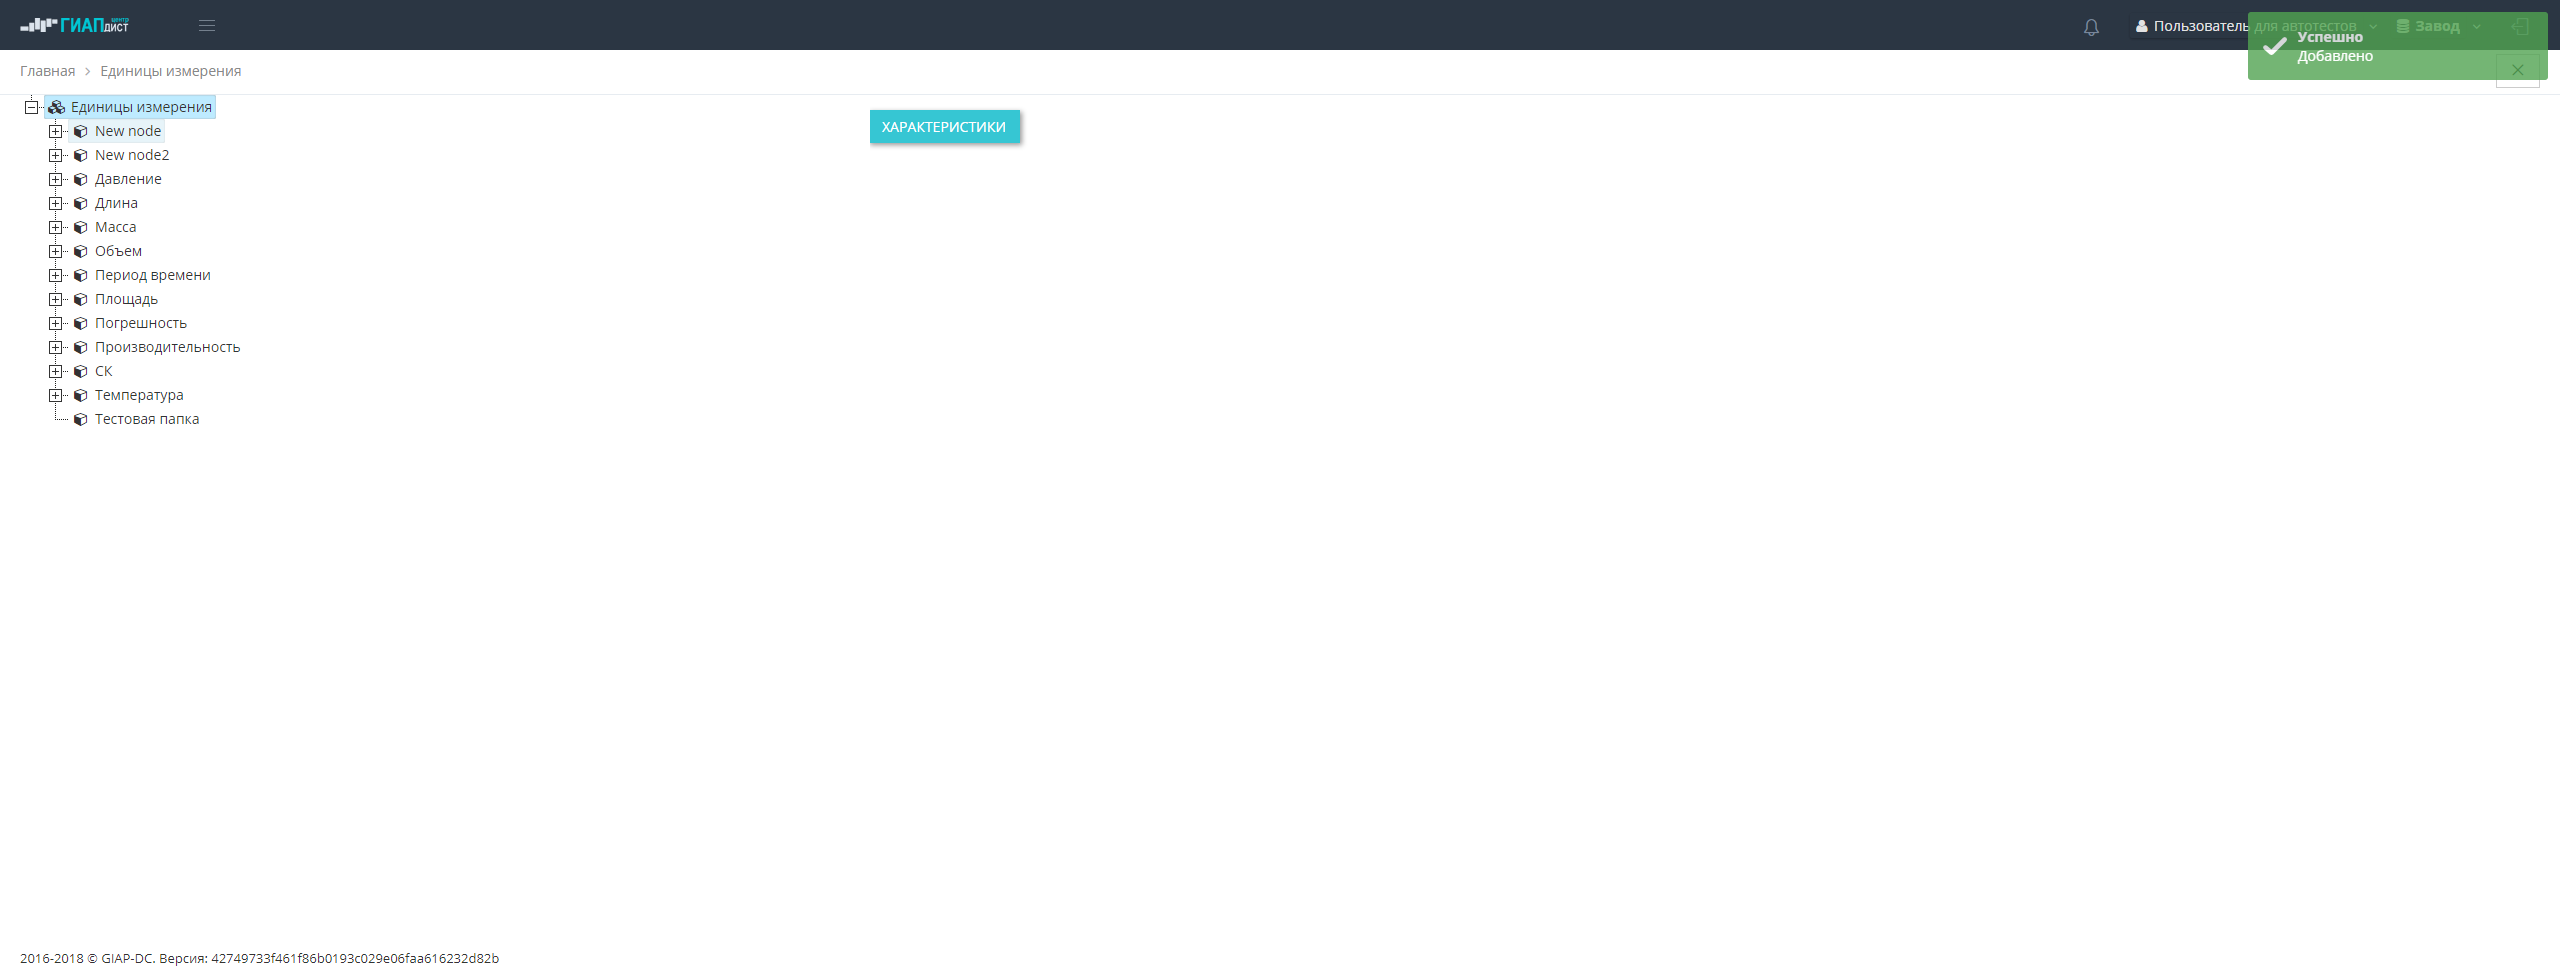 ГИАП центр ДИСТ
Пользователь для автотестов
Завод
Успешно
Добавлено
Главная
Единицы измерения
Единицы измерения
New node
New node2
Давление
Длина
Масса
Объем
Период времени
Площадь
Погрешность
Производительность
СК
Температура
Тестовая папка
ХАРАКТЕРИСТИКИ
2016-2018 © GIAP-DC. Версия: 42749733f461f86b0193c029e06faa616232d82b